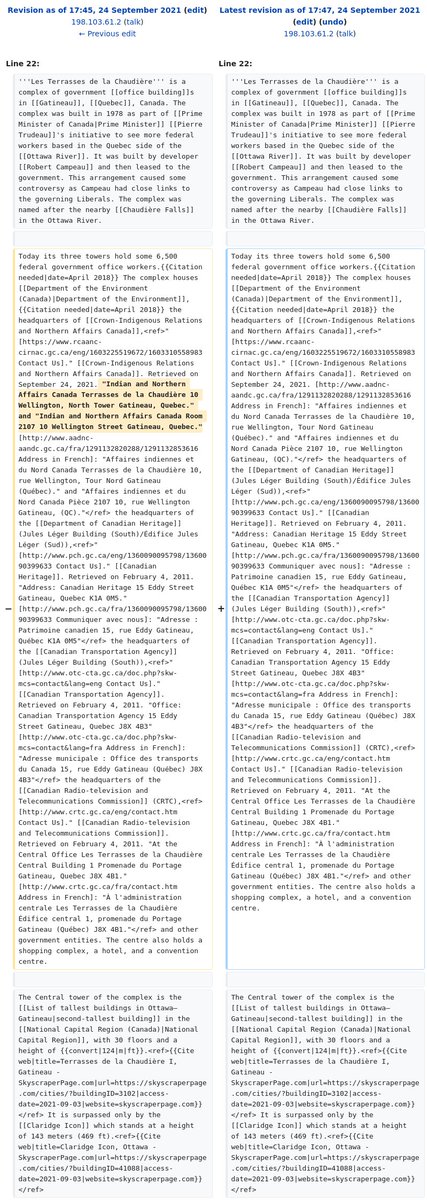 Revision as of 17:45, 24 September 2021 (edit)
198.103.61.2 (talk)
← Previous edit
Latest revision as of 17:47, 24 September 2021
(edit) (undo)
198.103.61.2 (talk)
Line 22:
Line 22:
'''Les Terrasses de la Chaudière''' is a
complex of government [[office building]]s
in [[Gatineau]], [[Quebec]], Canada. The
complex was built in 1978 as part of [[Prime
Minister of Canada|Prime Minister]] [[Pierre
Trudeau]]'s initiative to see more federal
workers based in the Quebec side of the
[[Ottawa River]]. It was built by developer
[[Robert Campeau]] and then leased to the
government. This arrangement caused some
controversy as Campeau had close links to
the governing Liberals. The complex was
named after the nearby [[Chaudière Falls]]
in the Ottawa River.
'''Les Terrasses de la Chaudière''' is a
complex of government [[office building]]s
in [[Gatineau]], [[Quebec]], Canada. The
complex was built in 1978 as part of [[Prime
Minister of Canada|Prime Minister]] [[Pierre
Trudeau]]'s initiative to see more federal
workers based in the Quebec side of the
[[Ottawa River]]. It was built by developer
[[Robert Campeau]] and then leased to the
government. This arrangement caused some
controversy as Campeau had close links to
the governing Liberals. The complex was
named after the nearby [[Chaudière Falls]]
in the Ottawa River.
−
Today its three towers hold some 6,500
federal government office workers.{{Citation
needed|date=April 2018}} The complex houses
[[Department of the Environment
(Canada)|Department of the Environment]],
{{Citation needed|date=April 2018}} the
headquarters of [[Crown-Indigenous Relations
and Northern Affairs Canada]],<ref>"
[https://www.rcaanc-
cirnac.gc.ca/eng/1603225519672/1603310558983
Contact Us]." [[Crown-Indigenous Relations
and Northern Affairs Canada]]. Retrieved on
September 24, 2021. "Indian and Northern
Affairs Canada Terrasses de la Chaudière 10
Wellington, North Tower Gatineau, Quebec."
and "Indian and Northern Affairs Canada Room
2107 10 Wellington Street Gatineau, Quebec."
[http://www.aadnc-
aandc.gc.ca/fra/1291132820288/1291132853616
Address in French]: "Affaires indiennes et
du Nord Canada Terrasses de la Chaudière 10,
rue Wellington, Tour Nord Gatineau
(Québec)." and "Affaires indiennes et du
Nord Canada Pièce 2107 10, rue Wellington
Gatineau, (QC)."</ref> the headquarters of
the [[Department of Canadian Heritage]]
(Jules Léger Building (South)/Édifice Jules
Léger (Sud)),<ref>"
[http://www.pch.gc.ca/eng/1360090095798/13600
90399633 Contact Us]." [[Canadian
Heritage]]. Retrieved on February 4, 2011.
"Address: Canadian Heritage 15 Eddy Street
Gatineau, Quebec K1A 0M5."
[http://www.pch.gc.ca/fra/1360090095798/13600
90399633 Communiquer avec nous]: "Adresse :
Patrimoine canadien 15, rue Eddy Gatineau,
Québec K1A 0M5"</ref> the headquarters of
the [[Canadian Transportation Agency]]
(Jules Léger Building (South)),<ref>"
[http://www.otc-cta.gc.ca/doc.php?skw-
mcs=contact&lang=eng Contact Us]."
[[Canadian Transportation Agency]].
Retrieved on February 4, 2011. "Office:
Canadian Transportation Agency 15 Eddy
Street Gatineau, Quebec J8X 4B3"
[http://www.otc-cta.gc.ca/doc.php?skw-
mcs=contact&lang=fra Address in French]:
"Adresse municipale : Office des transports
du Canada 15, rue Eddy Gatineau (Québec) J8X
4B3"</ref> the headquarters of the
[[Canadian Radio-television and
Telecommunications Commission]] (CRTC),<ref>
[http://www.crtc.gc.ca/eng/contact.htm
Contact Us]." [[Canadian Radio-television
and Telecommunications Commission]].
Retrieved on February 4, 2011. "At the
Central Office Les Terrasses de la Chaudière
Central Building 1 Promenade du Portage
Gatineau, Quebec J8X 4B1."
[http://www.crtc.gc.ca/fra/contact.htm
Address in French]: "À l'administration
centrale Les Terrasses de la Chaudière
Édifice central 1, promenade du Portage
Gatineau (Québec) J8X 4B1."</ref> and
other government entities. The centre also holds a
shopping complex, a hotel, and a convention
centre.
+
Today its three towers hold some 6,500
federal government office workers.{{Citation
needed|date=April 2018}} The complex houses
[[Department of the Environment
(Canada)|Department of the Environment]],
{{Citation needed|date=April 2018}} the
headquarters of [[Crown-Indigenous Relations
and Northern Affairs Canada]],<ref>"
[https://www.rcaanc-
cirnac.gc.ca/eng/1603225519672/1603310558983
Contact Us]." [[Crown-Indigenous Relations
and Northern Affairs Canada]]. Retrieved on
September 24, 2021. [http://www.aadnc-
aandc.gc.ca/fra/1291132820288/1291132853616
Address in French]: "Affaires indiennes et
du Nord Canada Terrasses de la Chaudière 10,
rue Wellington, Tour Nord Gatineau
(Québec)." and "Affaires indiennes et du
Nord Canada Pièce 2107 10, rue Wellington
Gatineau, (QC)."</ref> the headquarters of
the [[Department of Canadian Heritage]]
(Jules Léger Building (South)/Édifice Jules
Léger (Sud)),<ref>"
[http://www.pch.gc.ca/eng/1360090095798/13600
90399633 Contact Us]." [[Canadian
Heritage]]. Retrieved on February 4, 2011.
"Address: Canadian Heritage 15 Eddy Street
Gatineau, Quebec K1A 0M5."
[http://www.pch.gc.ca/fra/1360090095798/13600
90399633 Communiquer avec nous]: "Adresse :
Patrimoine canadien 15, rue Eddy Gatineau,
Québec K1A 0M5"</ref> the headquarters of
the [[Canadian Transportation Agency]]
(Jules Léger Building (South)),<ref>"
[http://www.otc-cta.gc.ca/doc.php?skw-
mcs=contact&lang=eng Contact Us]."
[[Canadian Transportation Agency]].
Retrieved on February 4, 2011. "Office:
Canadian Transportation Agency 15 Eddy
Street Gatineau, Quebec J8X 4B3"
[http://www.otc-cta.gc.ca/doc.php?skw-
mcs=contact&lang=fra Address in French]:
"Adresse municipale : Office des transports
du Canada 15, rue Eddy Gatineau (Québec) J8X
4B3"</ref> the headquarters of the
[[Canadian Radio-television and
Telecommunications Commission]] (CRTC),<ref>
[http://www.crtc.gc.ca/eng/contact.htm
Contact Us]." [[Canadian Radio-television
and Telecommunications Commission]].
Retrieved on February 4, 2011. "At the
Central Office Les Terrasses de la Chaudière
Central Building 1 Promenade du Portage
Gatineau, Quebec J8X 4B1."
[http://www.crtc.gc.ca/fra/contact.htm
Address in French]: "À l'administration
centrale Les Terrasses de la Chaudière
Édifice central 1, promenade du Portage
Gatineau (Québec) J8X 4B1."</ref> and
other government entities. The centre also holds a
shopping complex, a hotel, and a convention
centre.
The Central tower of the complex is the
[[List of tallest buildings in Ottawa–
Gatineau|second-tallest building]] in the
[[National Capital Region (Canada)|National
Capital Region]], with 30 floors and a
height of {{convert|124|m|ft}}.<ref>{{Cite
web|title=Terrasses de la Chaudière I,
Gatineau -
SkyscraperPage.com|url=https://skyscraperpage
.com/cities/?buildingID=3102|access-
date=2021-09-03|website=skyscraperpage.com}}
</ref> It is surpassed only by the
[[Claridge Icon]] which stands at a height
of 143 meters (469 ft).<ref>{{Cite
web|title=Claridge Icon, Ottawa -
SkyscraperPage.com|url=https://skyscraperpage
.com/cities/?buildingID=41088|access-
date=2021-09-03|website=skyscraperpage.com}}
</ref>
The Central tower of the complex is the
[[List of tallest buildings in Ottawa–
Gatineau|second-tallest building]] in the
[[National Capital Region (Canada)|National
Capital Region]], with 30 floors and a
height of {{convert|124|m|ft}}.<ref>{{Cite
web|title=Terrasses de la Chaudière I,
Gatineau -
SkyscraperPage.com|url=https://skyscraperpage
.com/cities/?buildingID=3102|access-
date=2021-09-03|website=skyscraperpage.com}}
</ref> It is surpassed only by the
[[Claridge Icon]] which stands at a height
of 143 meters (469 ft).<ref>{{Cite
web|title=Claridge Icon, Ottawa -
SkyscraperPage.com|url=https://skyscraperpage
.com/cities/?buildingID=41088|access-
date=2021-09-03|website=skyscraperpage.com}}
</ref>